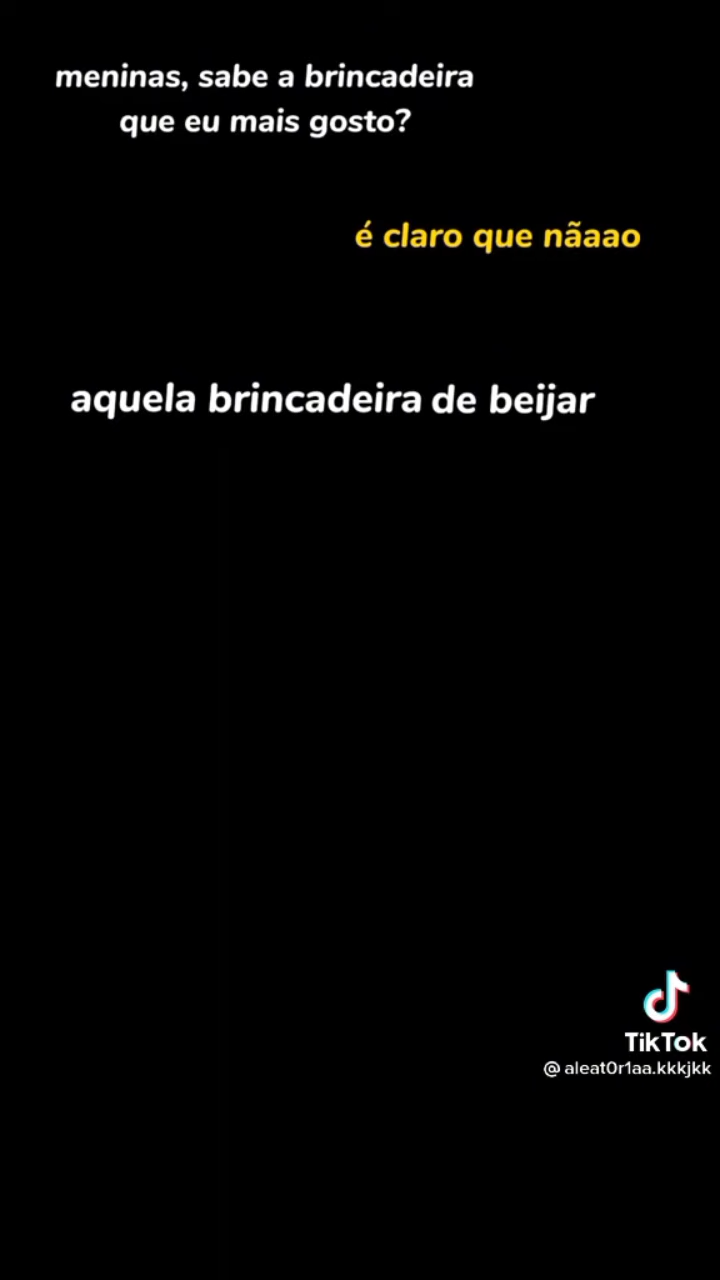 meninas, sabe a brincadeira
que eu mais gosto?
é claro que nãaao
aquela brincadeira de beijar
TikTok
@aleat0r1aa.kkkjkk